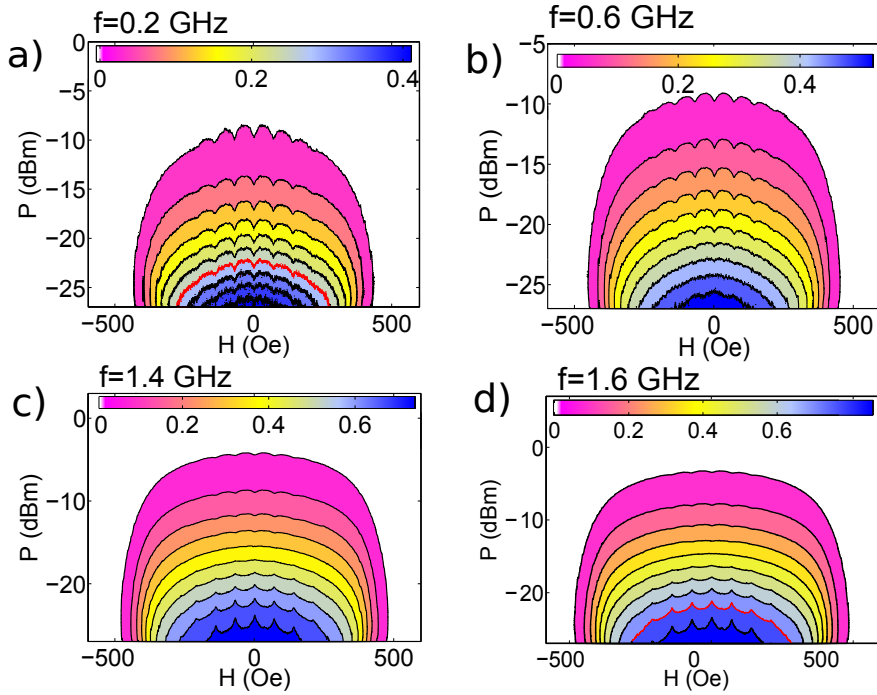 f=0.2 GHz
a)
0 0.2 0.4
P (dBm)
0
−5
−10
−15
−20
−25
−500 0 500
H (Oe)
f=0.6 GHz
b)
0 0.2 0.4
P (dBm)
−5
−10
−15
−20
−25
−500 0 500
H (Oe)
f=1.4 GHz
c)
0 0.2 0.4 0.6
P (dBm)
0
−10
−20
−500 0 500
H (Oe)
f=1.6 GHz
d)
0 0.2 0.4 0.6
P (dBm)
0
−10
−20
−500 0 500
H (Oe)